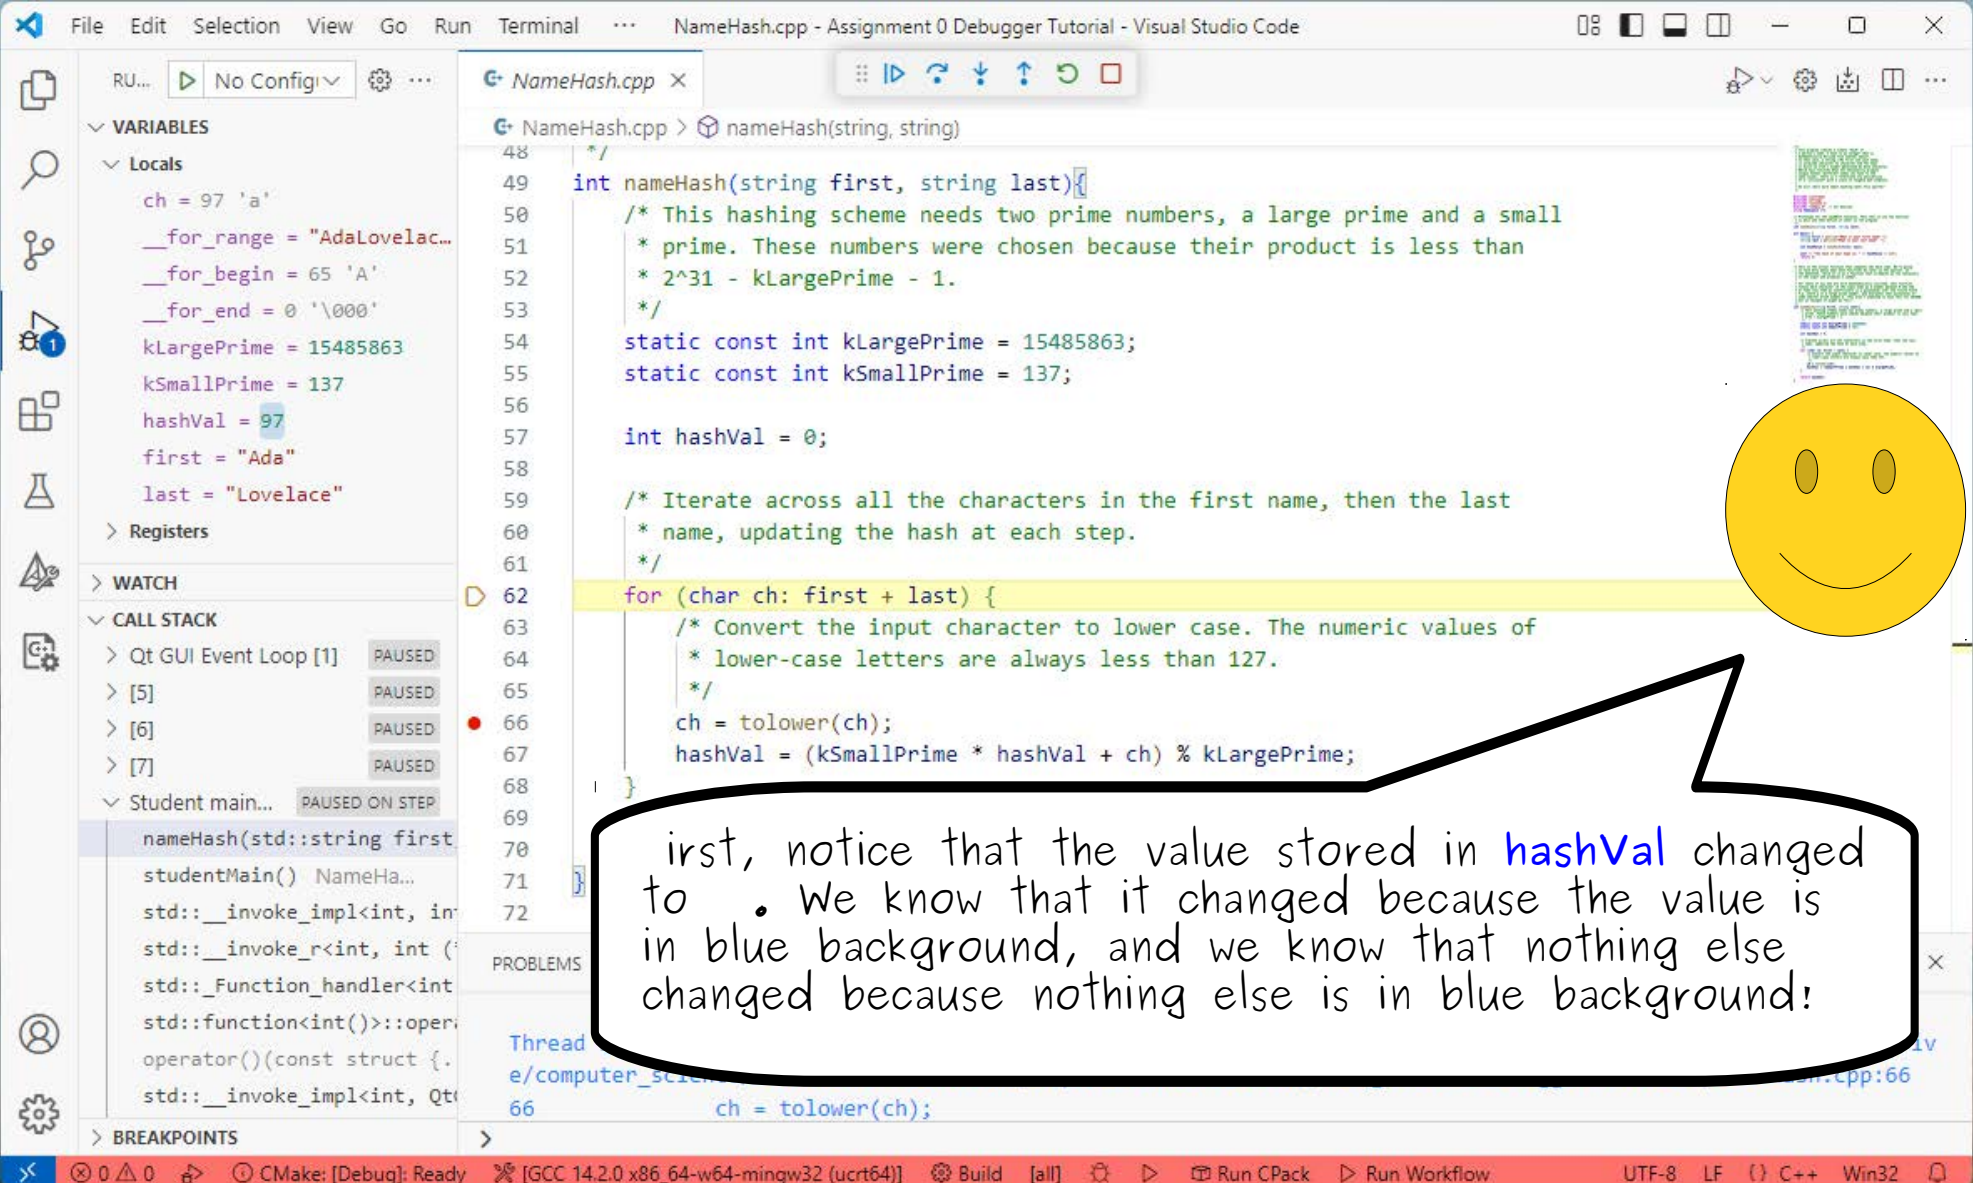 File Edit Selection View Go Run Terminal ··· NameHash.cpp - Assignment 0 Debugger Tutorial - Visual Studio Code
RU... No Config
VARIABLES
Locals
ch = 97 'a'
__for_range = "AdaLovelac…
__for_begin = 65 'A'
__for_end = 0 '\000'
kLargePrime = 15485863
kSmallPrime = 137
hashVal = 97
first = "Ada"
last = "Lovelace"
Registers
WATCH
CALL STACK
Qt GUI Event Loop [1] PAUSED
[5] PAUSED
[6] PAUSED
[7] PAUSED
Student main... PAUSED ON STEP
nameHash(std::string first
studentMain() NameHa...
std::__invoke_impl<int, in
std::__invoke_r<int, int (
std::_Function_handler<int
std::function<int()>::oper
operator()(const struct {.
std::__invoke_impl<int, Qt
BREAKPOINTS
1
NameHash.cpp
NameHash.cpp > nameHash(string, string)
48 */
49 int nameHash(string first, string last){
50 /* This hashing scheme needs two prime numbers, a large prime and a small
51 * prime. These numbers were chosen because their product is less than
52 * 2^31 - kLargePrime - 1.
53 */
54 static const int kLargePrime = 15485863;
55 static const int kSmallPrime = 137;
56
57 int hashVal = 0;
58
59 /* Iterate across all the characters in the first name, then the last
60 * name, updating the hash at each step.
61 */
62 for (char ch: first + last) {
63 /* Convert the input character to lower case. The numeric values of
64 * lower-case letters are always less than 127.
65 */
66 ch = tolower(ch);
67 hashVal = (kSmallPrime * hashVal + ch) % kLargePrime;
68 }
69
70
71 }
72
irst, notice that the value stored in hashVal changed
to . We know that it changed because the value is
in blue background, and we know that nothing else
changed because nothing else is in blue background!
PROBLEMS
Thread
e/computer_scien
.cpp:66
66 ch = tolower(ch);
>
0 0 CMake: [Debug]: Ready [GCC 14.2.0 x86_64-w64-mingw32 (ucrt64)] Build [all] Run CPack Run Workflow UTF-8 LF {} C++ Win32